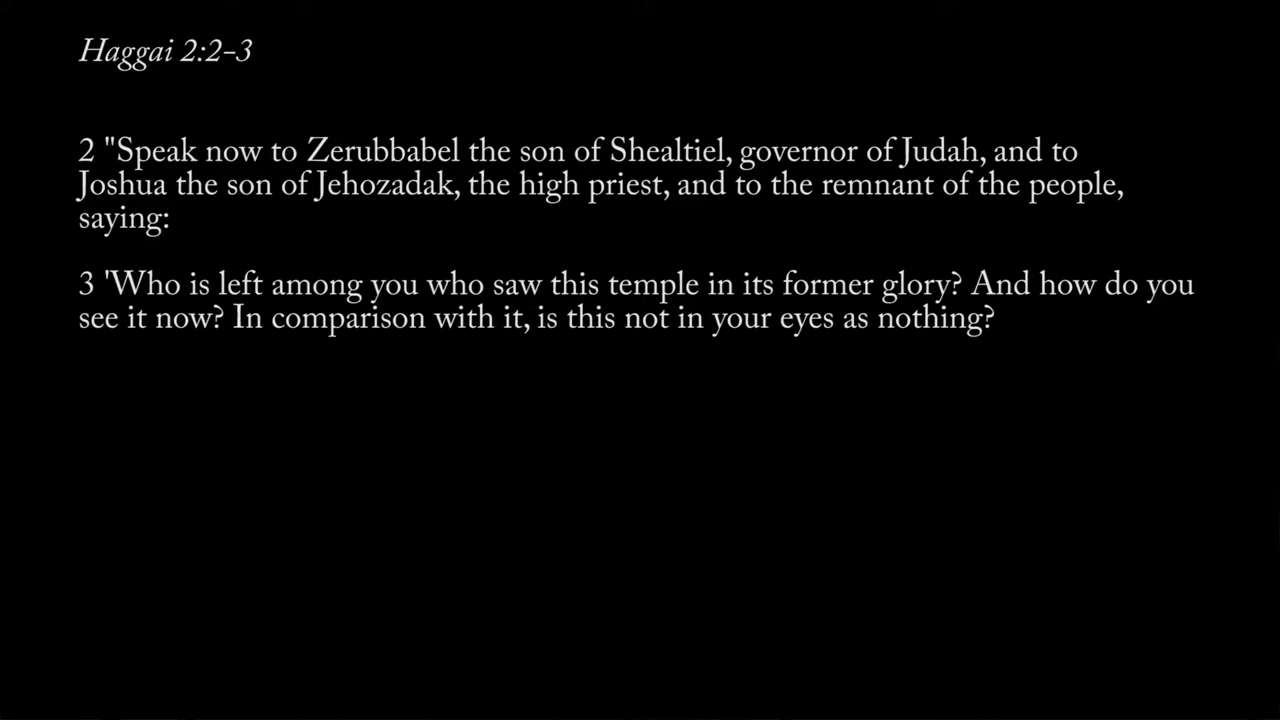 Haggai 2:2-3
2 "Speak now to Zerubbabel the son of Shealtiel, governor of Judah, and to
Joshua the son of Jehozadak, the high priest, and to the remnant of the people,
saying:
3 'Who is left among you who saw this temple in its former glory? And how do you
see it now? In comparison with it, is this not in your eyes as nothing?